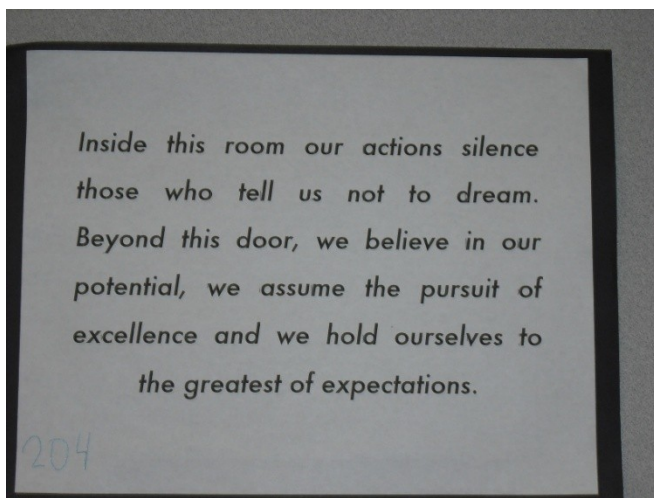 Inside this room our actions silence
those who tell us not to dream.
Beyond this door, we believe in our
potential, we assume the pursuit of
excellence and we hold ourselves to
the greatest of expectations.
204